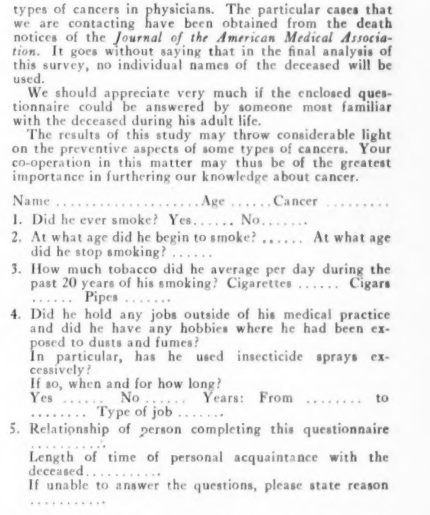 types of cancers in physicians. The particular cases that
we are contacting have been obtained from the death
notices of the Journal of the American Medical Associa-
tion. It goes without saying that in the final analysis of
this survey, no individual names of the deceased will be
used.
We should appreciate very much if the enclosed ques-
tionnaire could be answered by someone most familiar
with the deceased during his adult life.
The results of this study may throw considerable light
on the preventive aspects of some types of cancers. Your
co-operation in this matter may thus be of the greatest
importance in furthering our knowledge about cancer.
Name ................... Age ...... Cancer .........
1. Did he ever smoke? Yes...... No.......
2. At what age did he begin to smoke? ...... At what age
did he stop smoking? ......
3. How much tobacco did he average per day during the
past 20 years of his smoking? Cigarettes ...... Cigars
...... Pipes .......
4. Did he hold any jobs outside of his medical practice
and did he have any hobbies where he had been ex-
posed to dusts and fumes?
In particular, has he used insecticide sprays ex-
cessively?
If so, when and for how long?
Yes ...... No ...... Years: From ........ to
........ Type of job .......
5. Relationship of person completing this questionnaire
...........
Length of time of personal acquaintance with the
deceased...........
If unable to answer the questions, please state reason
...........